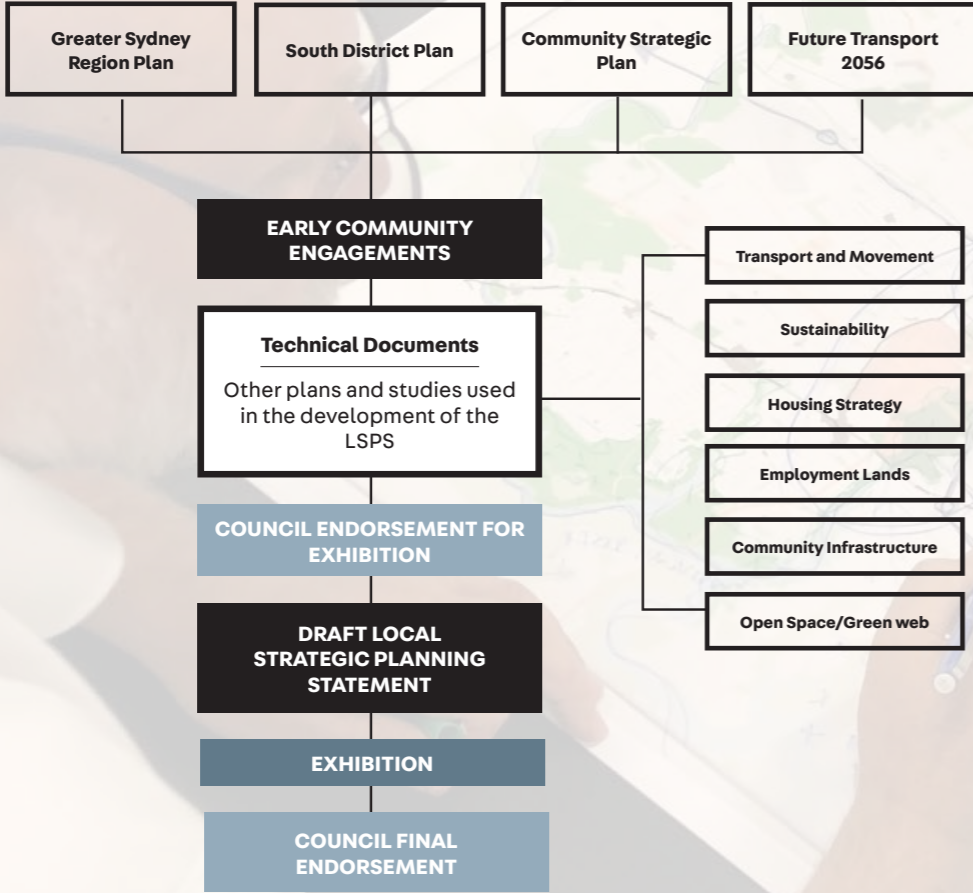 Greater Sydney
Region Plan
South District Plan
Community Strategic
Plan
Future Transport
2056
EARLY COMMUNITY
ENGAGEMENTS
Technical Documents
Other plans and studies used
in the development of the
LSPS
Transport and Movement
Sustainability
Housing Strategy
Employment Lands
Community Infrastructure
Open Space/Green web
COUNCIL ENDORSEMENT FOR
EXHIBITION
DRAFT LOCAL
STRATEGIC PLANNING
STATEMENT
EXHIBITION
COUNCIL FINAL
ENDORSEMENT